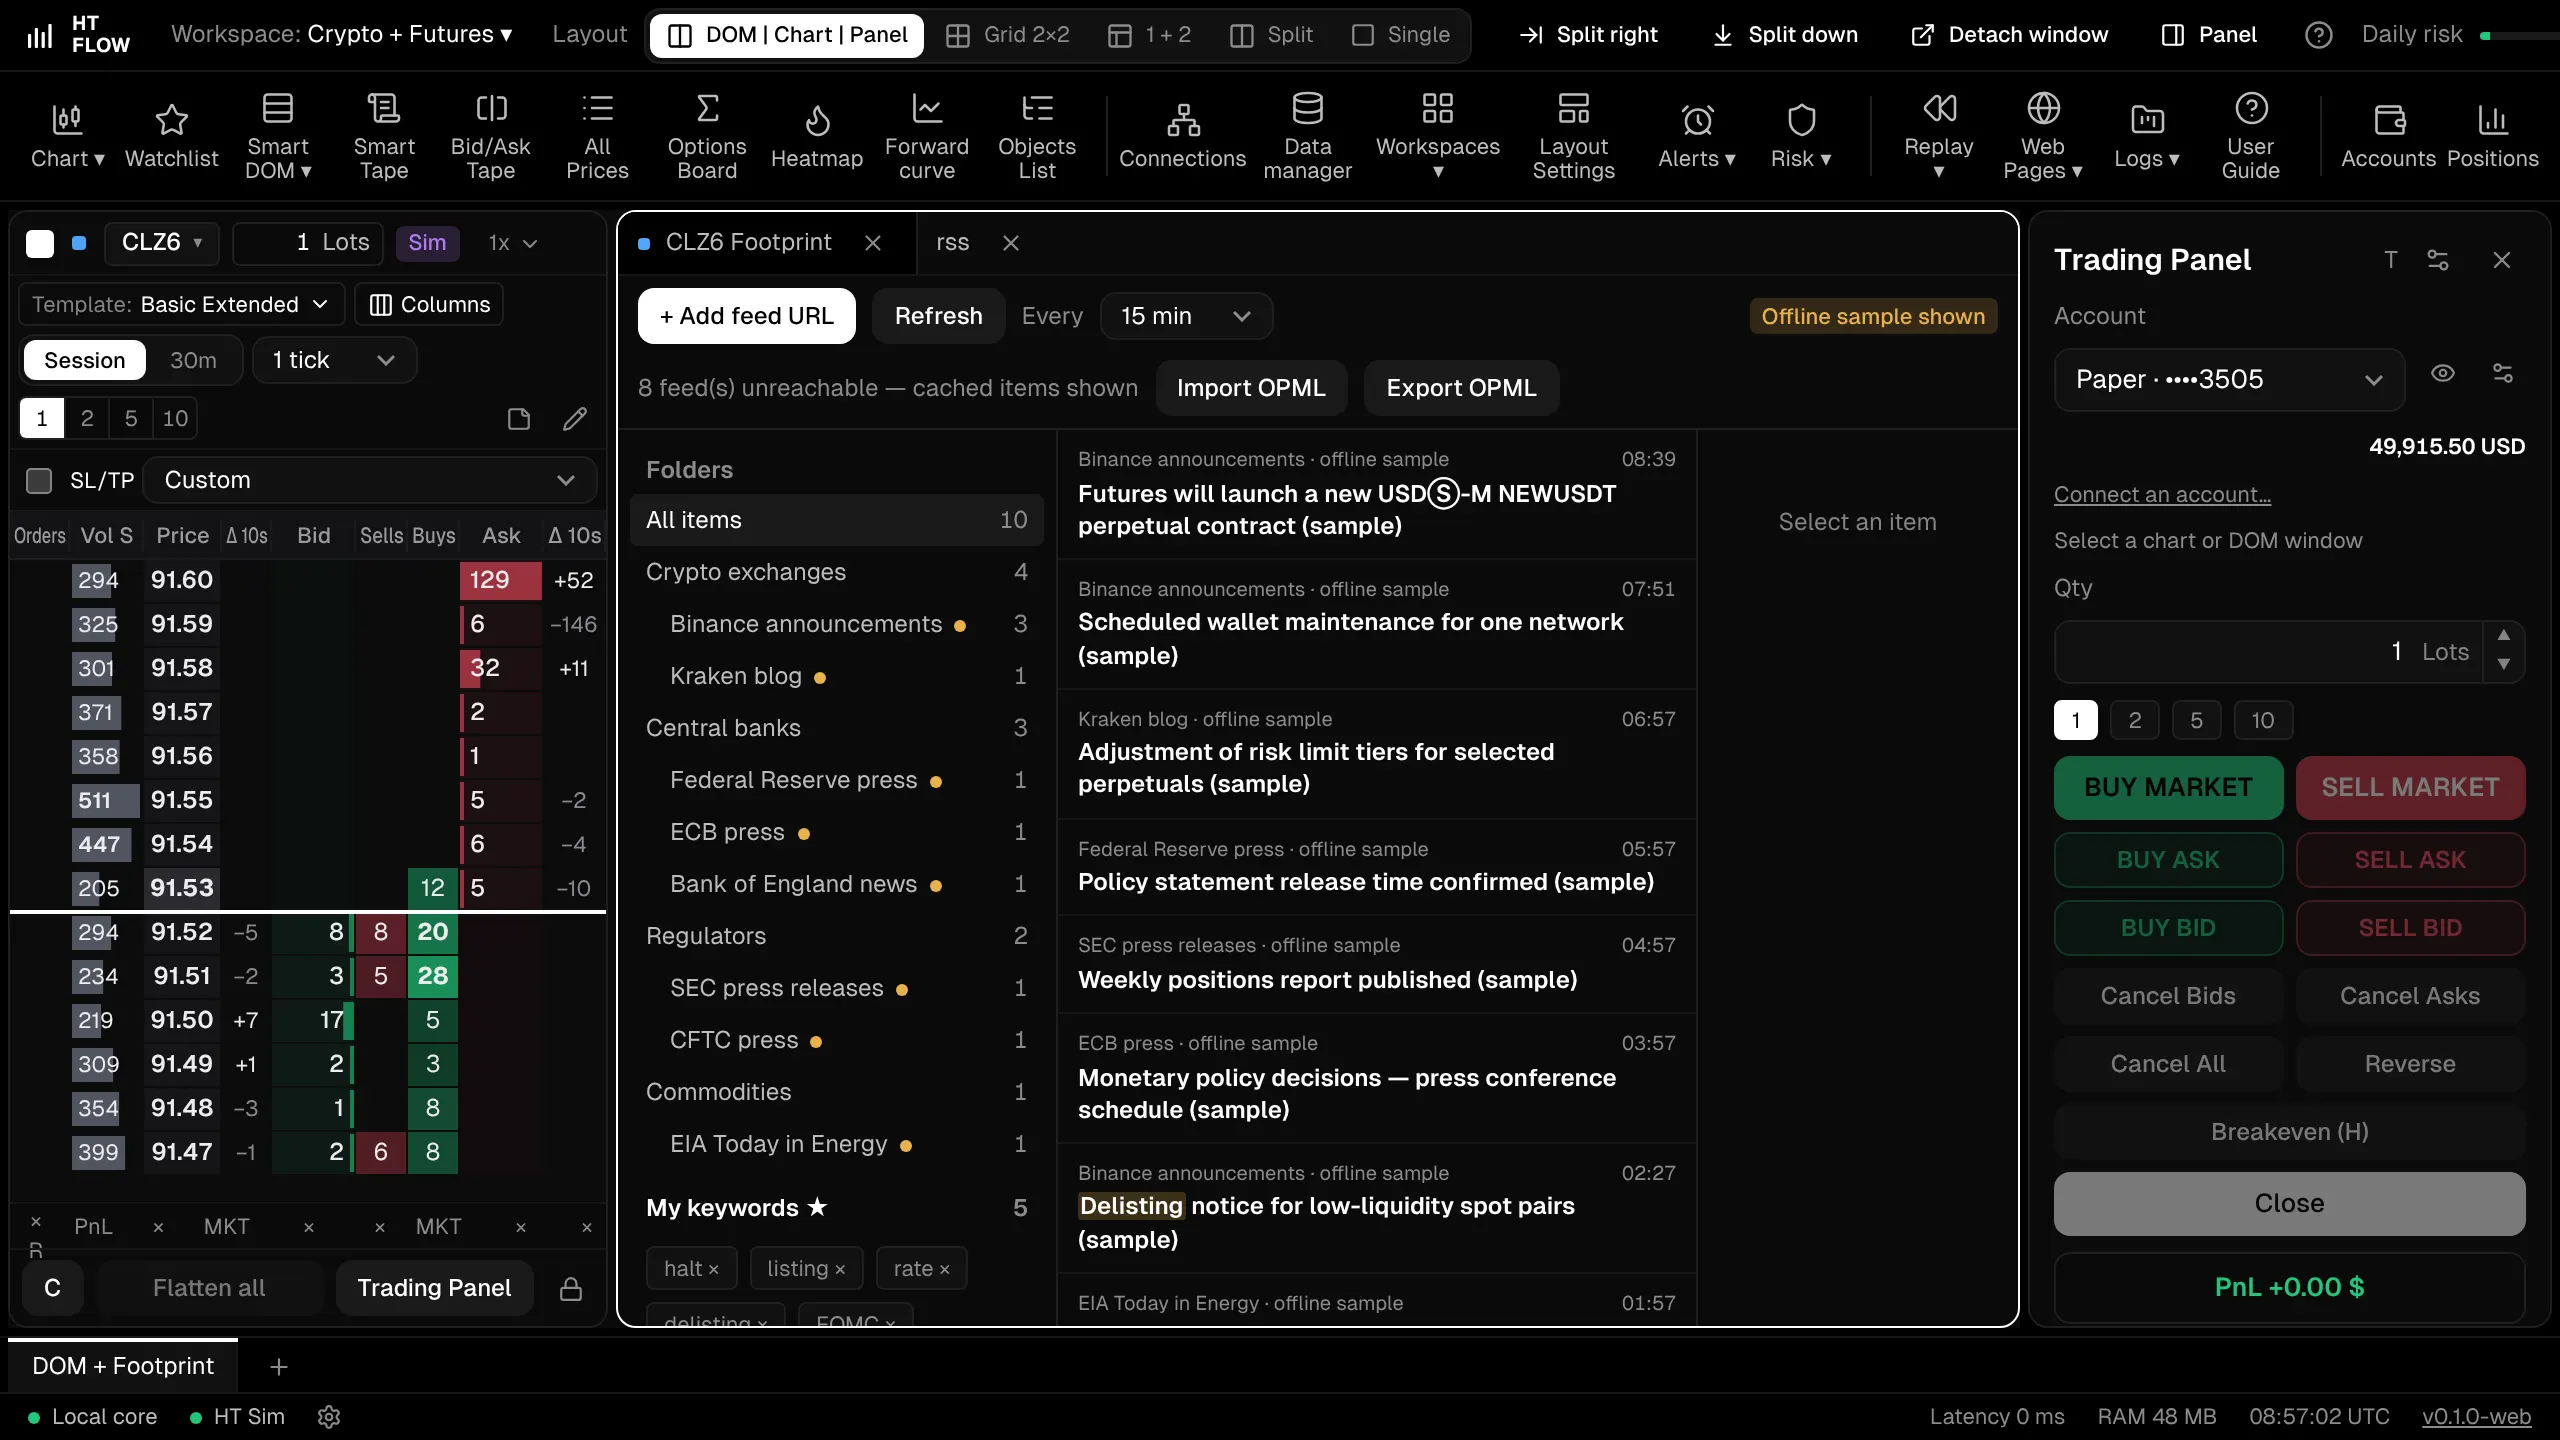 HT FLOW
Workspace: Crypto + Futures ▾
Layout
DOM | Chart | Panel
Grid 2×2
1 + 2
Split
Single
Split right
Split down
Detach window
Panel
Daily risk
Chart ▾
Watchlist
Smart DOM ▾
Smart Tape
Bid/Ask Tape
All Prices
Options Board
Heatmap
Forward curve
Objects List
Connections
Data manager
Workspaces ▾
Layout Settings
Alerts ▾
Risk ▾
Replay ▾
Web Pages ▾
Logs ▾
User Guide
Accounts
Positions
CLZ6 ▾
1 Lots
Sim
1x
Template: Basic Extended
Columns
Session
30m
1 tick
1 2 5 10
SL/TP
Custom
Orders Vol S Price Δ 10s Bid Sells Buys Ask Δ 10s
294 91.60 129 +52
325 91.59 6 −146
301 91.58 32 +11
371 91.57 2
358 91.56 1
511 91.55 5 −2
447 91.54 6 −4
205 91.53 12 5 −10
294 91.52 −5 8 8 20
234 91.51 −2 3 5 28
219 91.50 +7 17 5
309 91.49 +1 2 3
354 91.48 −3 1 8
399 91.47 −1 2 6 8
× PnL × MKT × × MKT × ×
C
Flatten all
Trading Panel
CLZ6 Footprint ×
rss ×
+ Add feed URL
Refresh
Every
15 min
Offline sample shown
8 feed(s) unreachable — cached items shown
Import OPML
Export OPML
Folders
All items 10
Crypto exchanges 4
Binance announcements 3
Kraken blog 1
Central banks 3
Federal Reserve press 1
ECB press 1
Bank of England news 1
Regulators 2
SEC press releases 1
CFTC press 1
Commodities 1
EIA Today in Energy 1
My keywords ★ 5
halt ×
listing ×
rate ×
delisting ×
FOMC ×
Binance announcements · offline sample 08:39
Futures will launch a new USDⓈ-M NEWUSDT
perpetual contract (sample)
Binance announcements · offline sample 07:51
Scheduled wallet maintenance for one network
(sample)
Kraken blog · offline sample 06:57
Adjustment of risk limit tiers for selected
perpetuals (sample)
Federal Reserve press · offline sample 05:57
Policy statement release time confirmed (sample)
SEC press releases · offline sample 04:57
Weekly positions report published (sample)
ECB press · offline sample 03:57
Monetary policy decisions — press conference
schedule (sample)
Binance announcements · offline sample 02:27
Delisting notice for low-liquidity spot pairs
(sample)
EIA Today in Energy · offline sample 01:57
Select an item
Trading Panel
T
Account
Paper · ••••3505
49,915.50 USD
Connect an account…
Select a chart or DOM window
Qty
1 Lots
1 2 5 10
BUY MARKET
SELL MARKET
BUY ASK
SELL ASK
BUY BID
SELL BID
Cancel Bids
Cancel Asks
Cancel All
Reverse
Breakeven (H)
Close
PnL +0.00 $
DOM + Footprint
+
Local core
HT Sim
Latency 0 ms
RAM 48 MB
08:57:02 UTC
v0.1.0-web